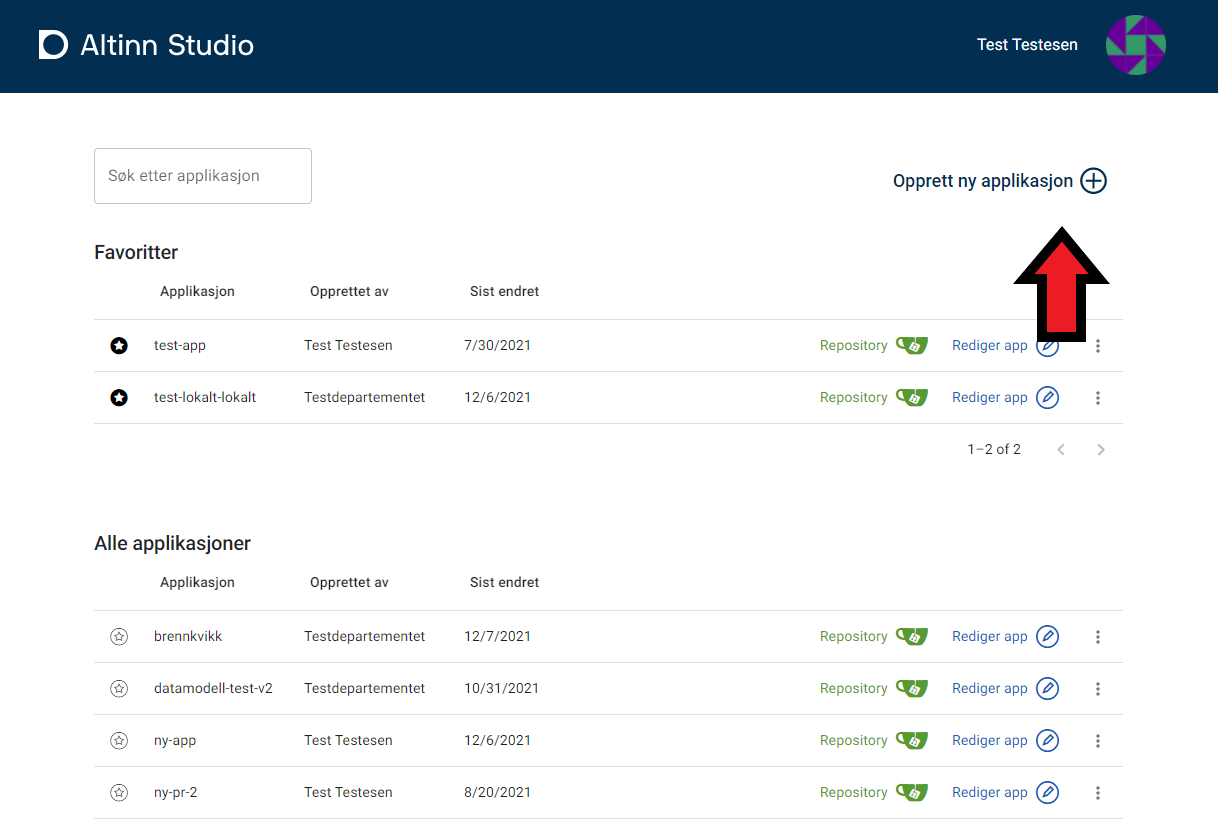 Altinn Studio
Test Testesen
Søk etter applikasjon
Opprett ny applikasjon
Favoritter
Applikasjon Opprettet av Sist endret
test-app Test Testesen 7/30/2021 Repository Rediger app
test-lokalt-lokalt Testdepartementet 12/6/2021 Repository Rediger app
1–2 of 2
Alle applikasjoner
Applikasjon Opprettet av Sist endret
brennkvikk Testdepartementet 12/7/2021 Repository Rediger app
datamodell-test-v2 Testdepartementet 10/31/2021 Repository Rediger app
ny-app Test Testesen 12/6/2021 Repository Rediger app
ny-pr-2 Test Testesen 8/20/2021 Repository Rediger app